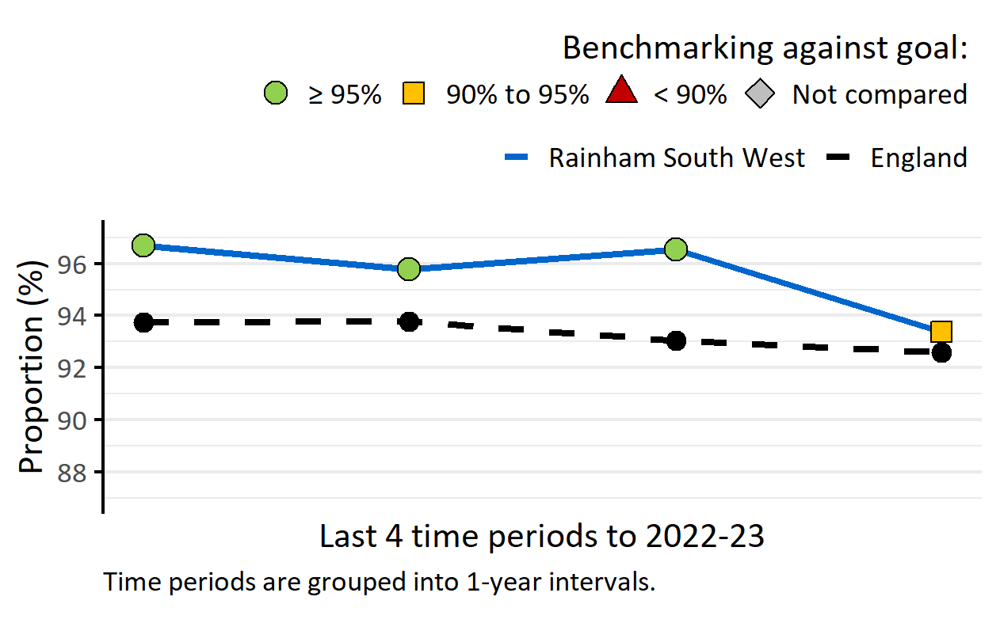 Benchmarking against goal:
≥ 95% 90% to 95% < 90% Not compared
Rainham South West England
Proportion (%)
96
94
92
90
88
Last 4 time periods to 2022-23
Time periods are grouped into 1-year intervals.